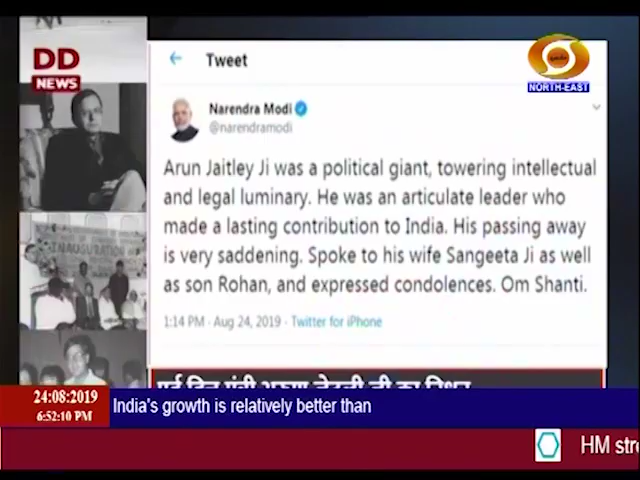 DD
NEWS
Tweet
NORTH-EAST
Narendra Modi
@narendramodi
Arun Jaitley Ji was a political giant, towering intellectual
and legal luminary. He was an articulate leader who
made a lasting contribution to India. His passing away
is very saddening. Spoke to his wife Sangeeta Ji as well
as son Rohan, and expressed condolences. Om Shanti.
1:14 PM · Aug 24, 2019 · Twitter for iPhone
INAUGURATION
24:08:2019
6:52:10 PM
India's growth is relatively better than
HM str